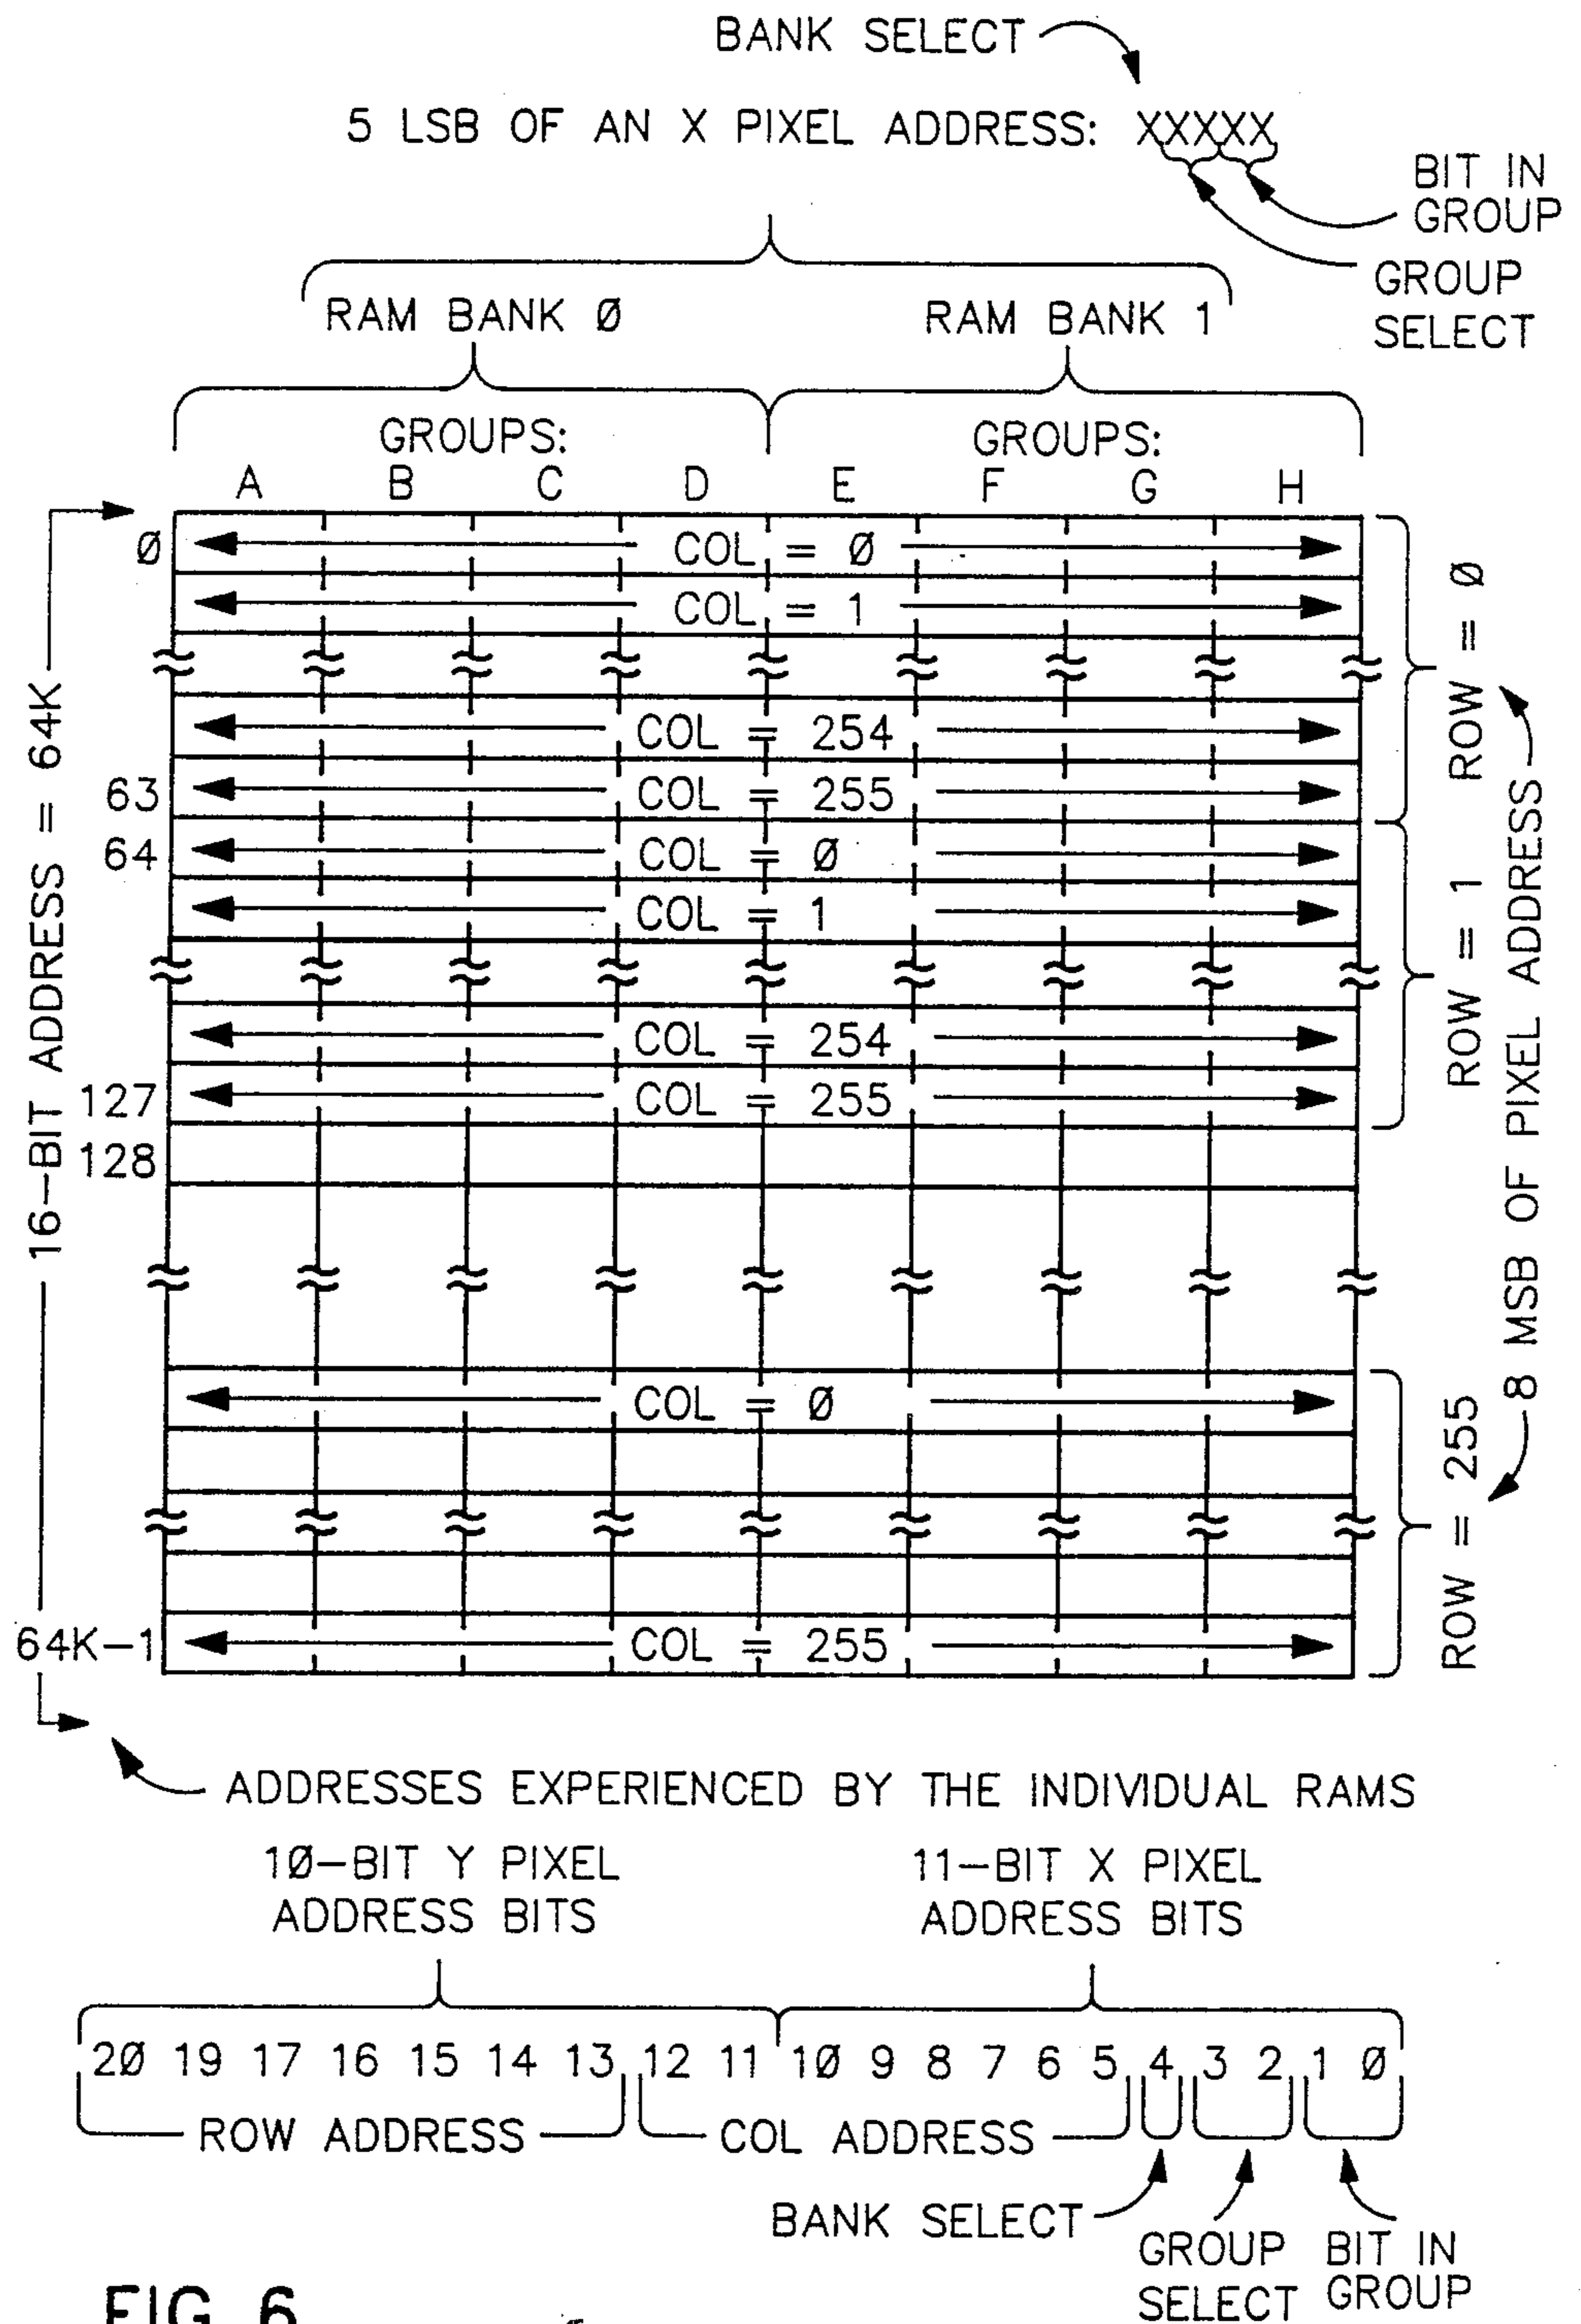 BANK SELECT
5 LSB OF AN X PIXEL ADDRESS: XXXXX
BIT IN
GROUP
GROUP
SELECT
RAM BANK Ø
RAM BANK 1
GROUPS:
GROUPS:
A B C D E F G H
Ø COL = Ø
COL = 1
COL = 254
63 COL = 255
64 COL = Ø
COL = 1
COL = 254
127 COL = 255
128
COL = Ø
64K-1 COL = 255
16-BIT ADDRESS = 64K
ROW = Ø
ROW = 1
ROW = 255
8 MSB OF PIXEL ADDRESS
ADDRESSES EXPERIENCED BY THE INDIVIDUAL RAMS
1Ø-BIT Y PIXEL
ADDRESS BITS
11-BIT X PIXEL
ADDRESS BITS
2Ø 19 17 16 15 14 13 12 11 1Ø 9 8 7 6 5 4 3 2 1 Ø
ROW ADDRESS
COL ADDRESS
BANK SELECT
GROUP
SELECT
BIT IN
GROUP
FIG 6